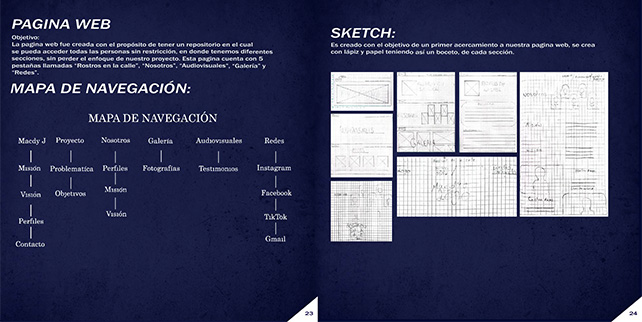 PAGINA WEB
Objetivo:
La pagina web fue creada con el propósito de tener un repositorio en el cual
se pueda acceder todas las personas sin restricción, en donde tenemos diferentes
secciones, sin perder el enfoque de nuestro proyecto. Esta pagina cuenta con 5
pestañas llamadas "Rostros en la calle", "Nosotros", "Audiovisuales", "Galería" y
"Redes".
MAPA DE NAVEGACIÓN:
MAPA DE NAVEGACIÓN
Macdy J Proyecto Nosotros Galería Audiovisuales Redes
Misión Problematica Perfiles Fotografías Testimonios Instagram
Visión Objetivos Misión Facebook
Perfiles Visión TikTok
Contacto Gmail
23
SKETCH:
Es creado con el objetivo de un primer acercamiento a nuestra pagina web, se crea
con lápiz y papel teniendo así un boceto, de cada sección.
GALERIA
24